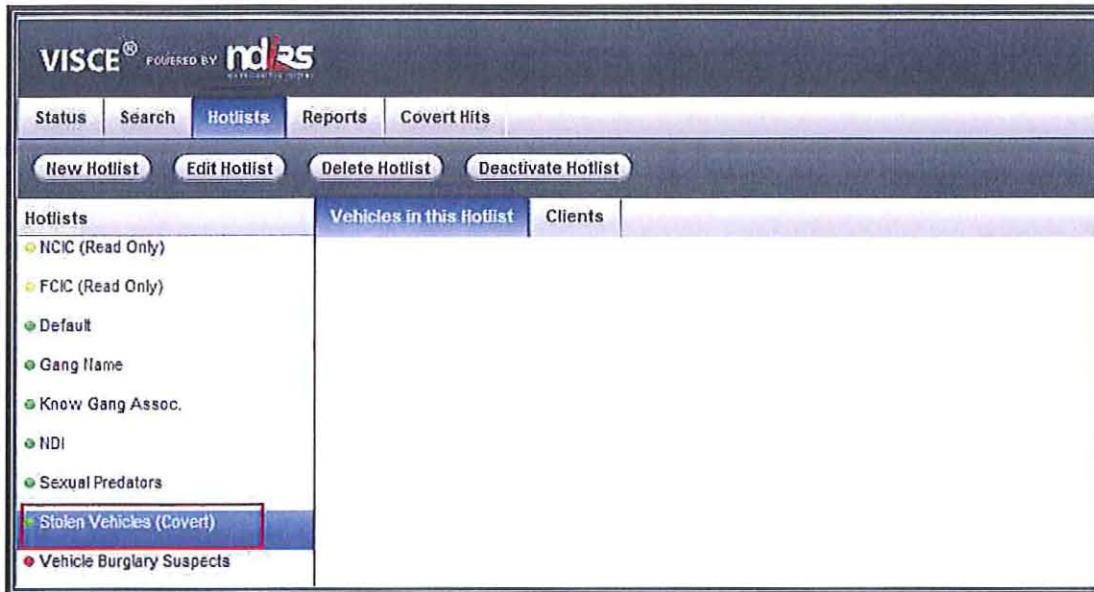 VISCE® POWERED BY ndi RS
Status Search Hotlists Reports Covert Hits
New Hotlist Edit Hotlist Delete Hotlist Deactivate Hotlist
Hotlists Vehicles in this Hotlist Clients
NCIC (Read Only)
FCIC (Read Only)
Default
Gang Name
Know Gang Assoc.
NDI
Sexual Predators
Stolen Vehicles (Covert)
Vehicle Burglary Suspects